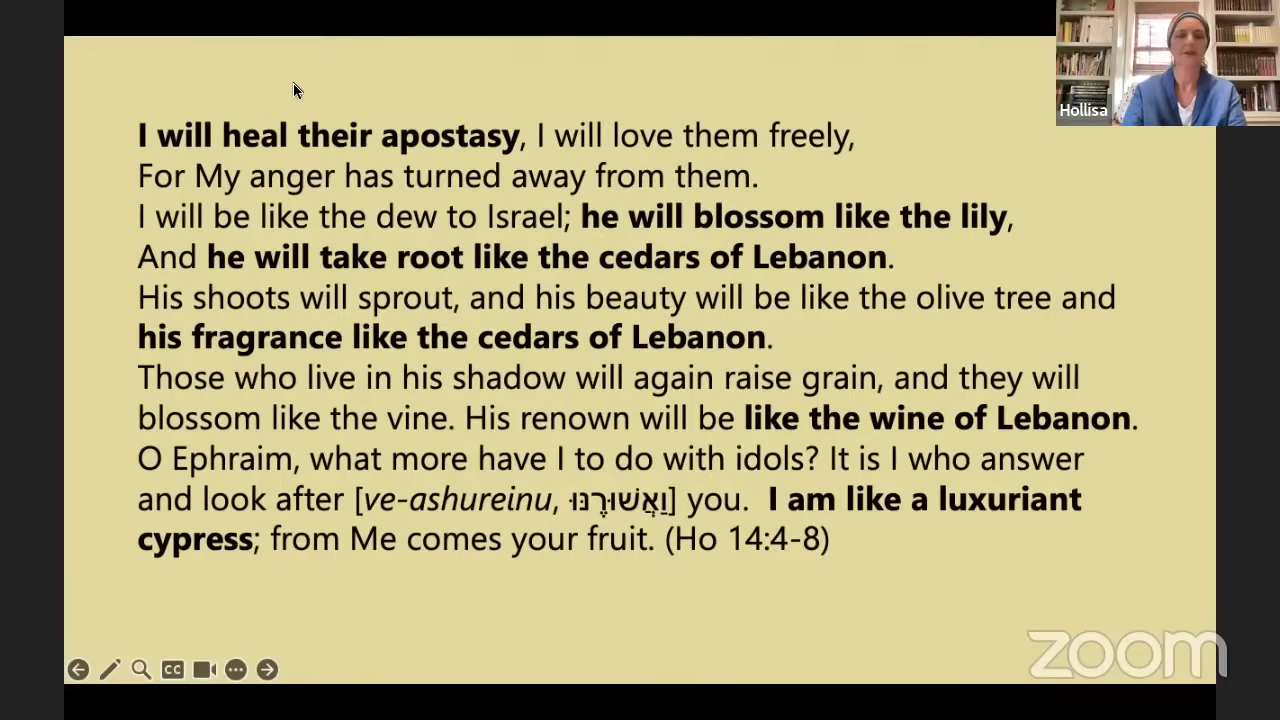 Hollisa
I will heal their apostasy, I will love them freely,
For My anger has turned away from them.
I will be like the dew to Israel; he will blossom like the lily,
And he will take root like the cedars of Lebanon.
His shoots will sprout, and his beauty will be like the olive tree and
his fragrance like the cedars of Lebanon.
Those who live in his shadow will again raise grain, and they will
blossom like the vine. His renown will be like the wine of Lebanon.
O Ephraim, what more have I to do with idols? It is I who answer
and look after [ve-ashureinu, וַאֲשׁוּרֶנּוּ] you.  I am like a luxuriant
cypress; from Me comes your fruit. (Ho 14:4-8)
CC
zoom